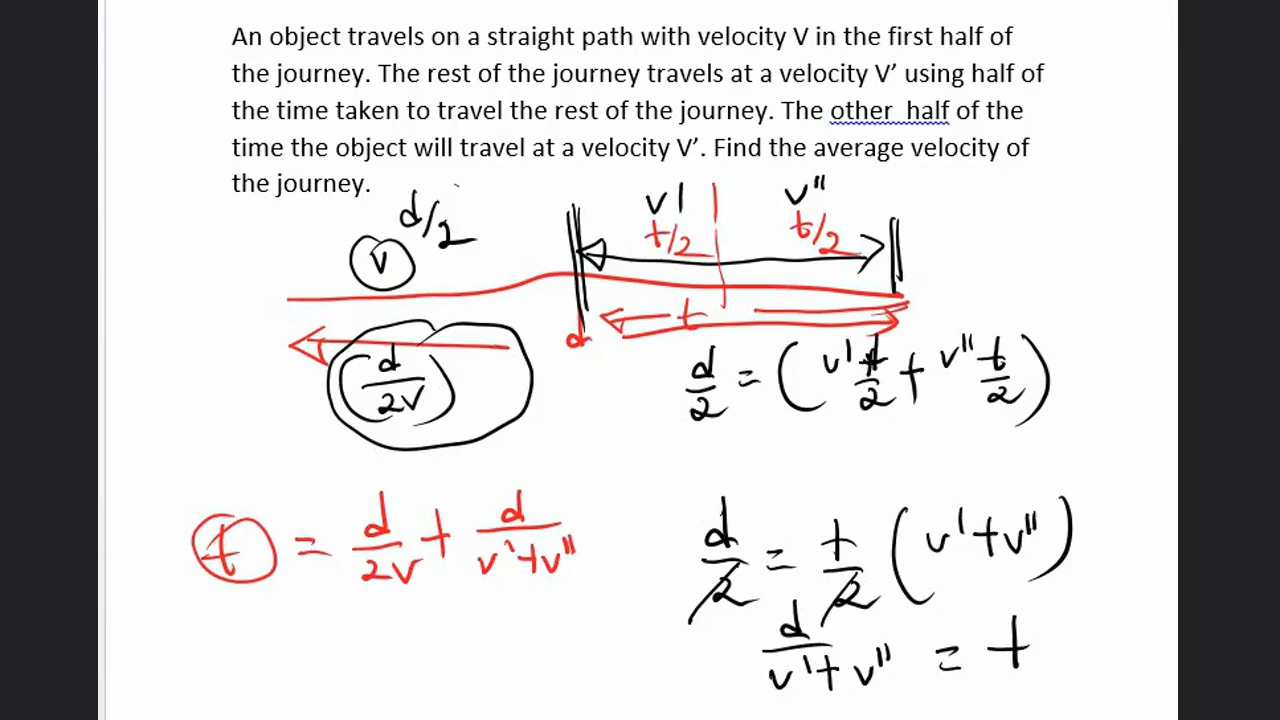 An object travels on a straight path with velocity V in the first half of
the journey. The rest of the journey travels at a velocity V’ using half of
the time taken to travel the rest of the journey. The other  half of the
time the object will travel at a velocity V’. Find the average velocity of
the journey.
d/2
V
v' v"
t/2 t/2
t
d
d/2V
d/2 = (v' t/2 + v" t/2)
t = d/2V + d/v'+v"
d/2 = t/2 (v'+v")
d/v'+v" = t